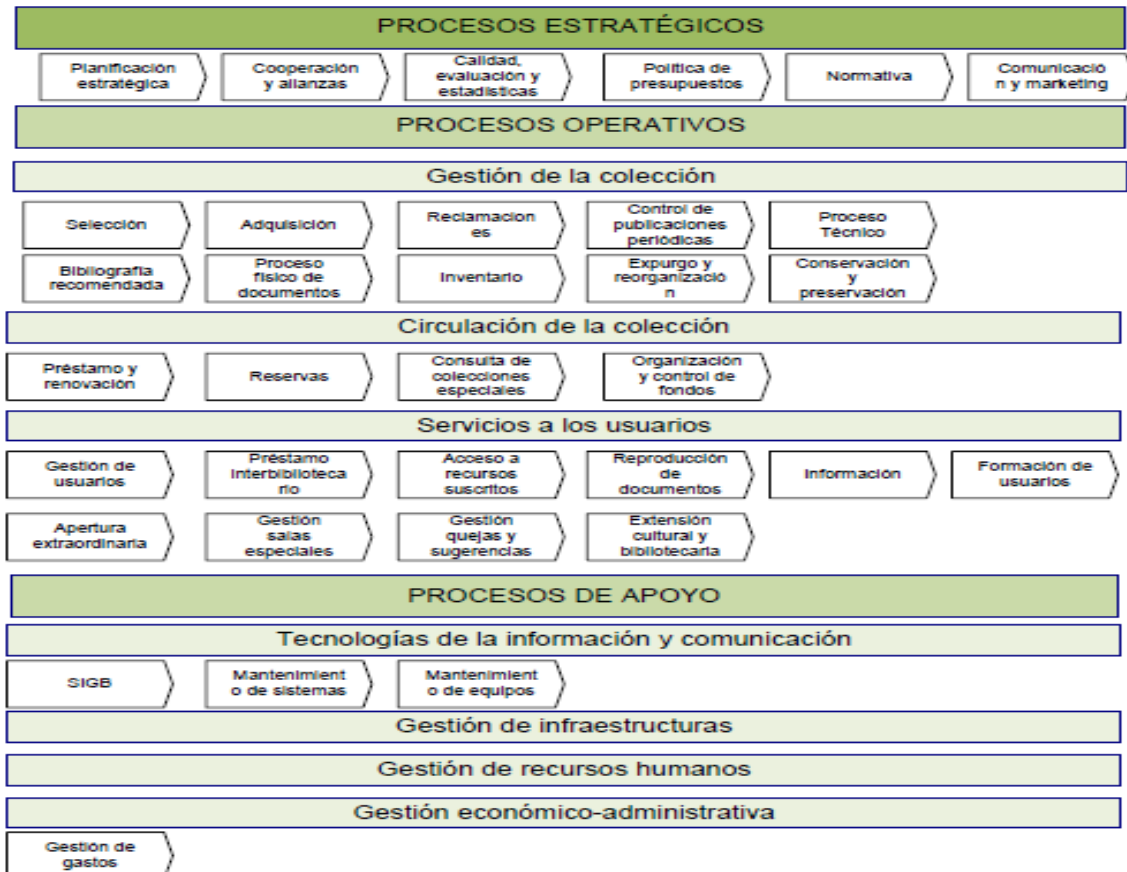 PROCESOS ESTRATÉGICOS
Planificación
estratégica
Cooperación
y alianzas
Calidad,
evaluación y
estadísticas
Política de
presupuestos
Normativa
Comunicació
n y marketing
PROCESOS OPERATIVOS
Gestión de la colección
Selección
Adquisición
Reclamacion
es
Control de
publicaciones
periódicas
Proceso
Técnico
Bibliografía
recomendada
Proceso
físico de
documentos
Inventario
Expurgo y
reorganizació
n
Conservación
y
preservación
Circulación de la colección
Préstamo y
renovación
Reservas
Consulta de
colecciones
especiales
Organización
y control de
fondos
Servicios a los usuarios
Gestión de
usuarios
Préstamo
interbiblioteca
rio
Acceso a
recursos
suscritos
Reproducción
de
documentos
Información
Formación de
usuarios
Apertura
extraordinaria
Gestión
salas
especiales
Gestión
quejas y
sugerencias
Extensión
cultural y
bibliotecaria
PROCESOS DE APOYO
Tecnologías de la información y comunicación
SIGB
Mantenimient
o de sistemas
Mantenimient
o de equipos
Gestión de infraestructuras
Gestión de recursos humanos
Gestión económico-administrativa
Gestión de
gastos